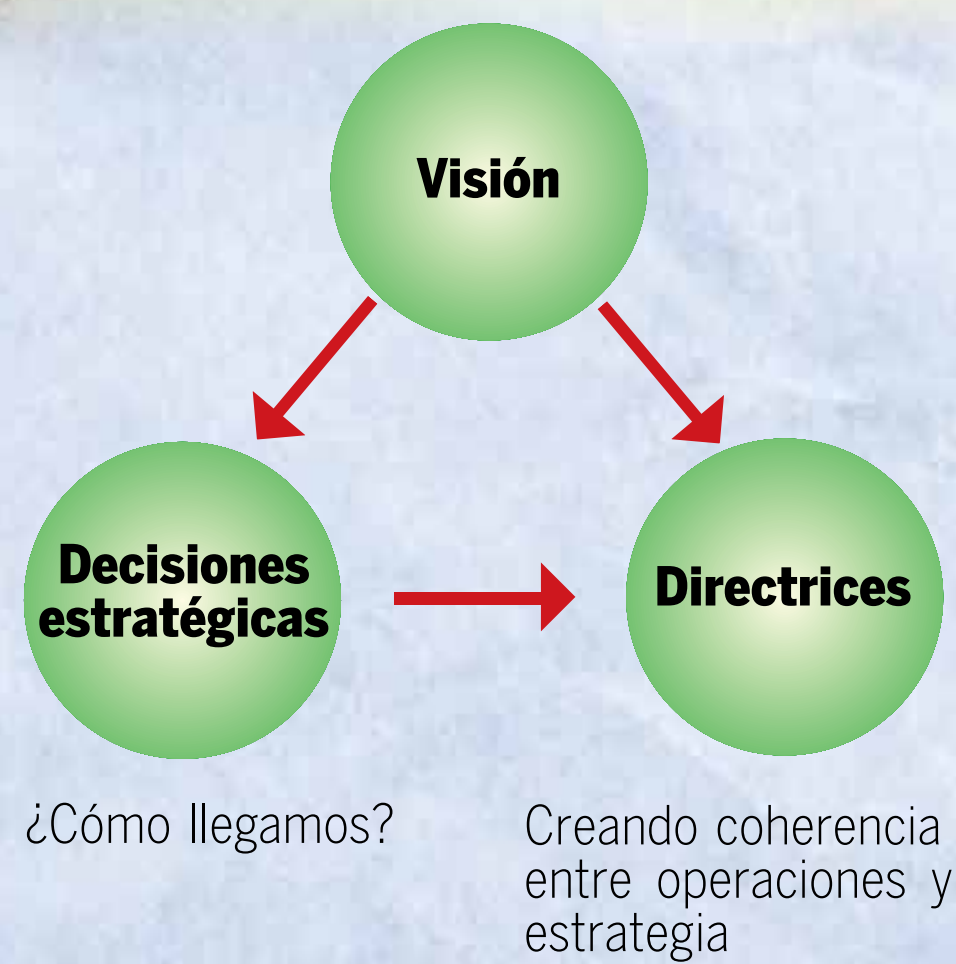 Visión
Decisiones
estratégicas
Directrices
¿Cómo llegamos?
Creando coherencia
entre operaciones y
estrategia